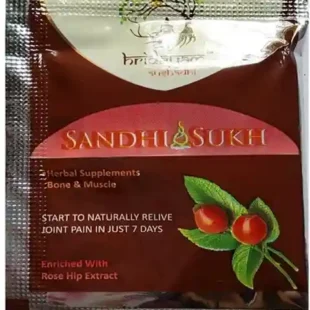 SANDHI SUKH
Herbal Supplements
Bone & Muscle
START TO NATURALLY RELIVE
JOINT PAIN IN JUST 7 DAYS
Enriched With
Rose Hip Extract